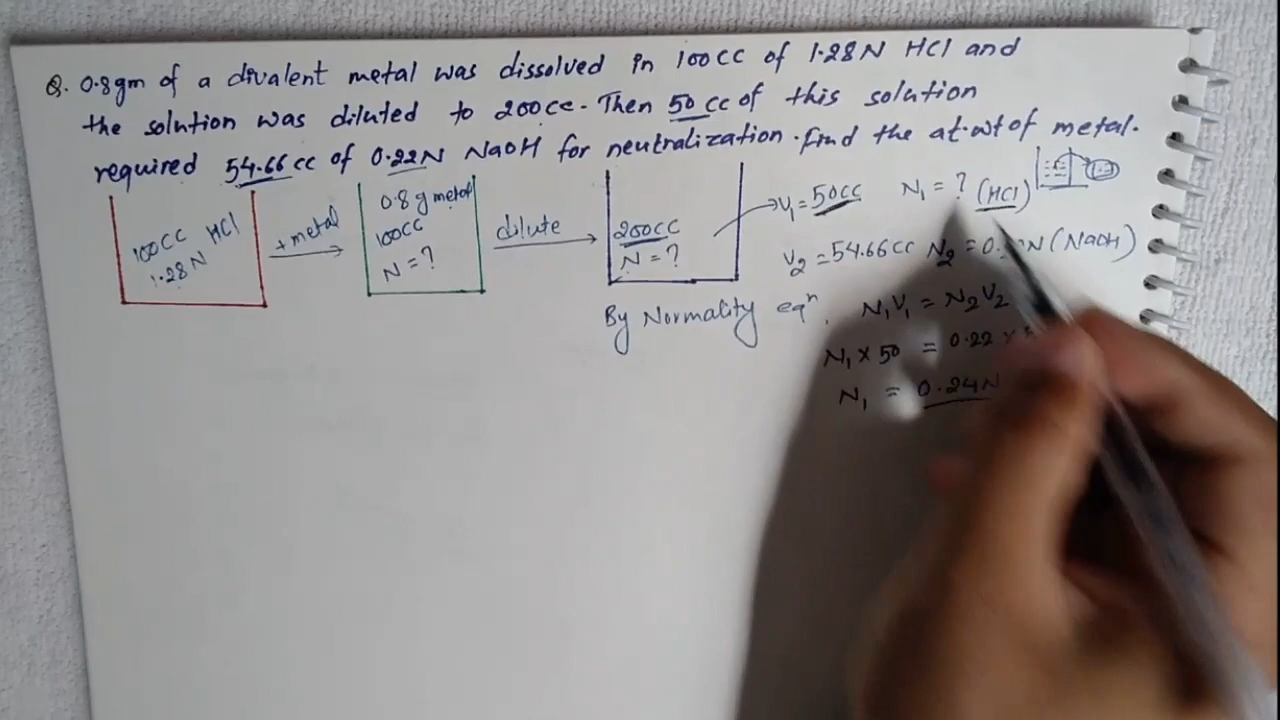 Q. 0.8gm of a divalent metal was dissolved in 100CC of 1.28N HCl and
the solution was diluted to 200cc. Then 50 cc of this solution
required 54.66cc of 0.22N NaOH for neutralization. find the at.wt of metal.
100CC HCl
1.28N
+metal
0.8g metal
100CC
N=?
dilute
200CC
N=?
V₁=50CC N₁=? (HCl)
V₂=54.66cc N₂ = N (NaOH)
By Normality eqⁿ, N₁V₁ = N₂V₂
N₁ × 50 = 0.22 ×
N₁ = 0.24N